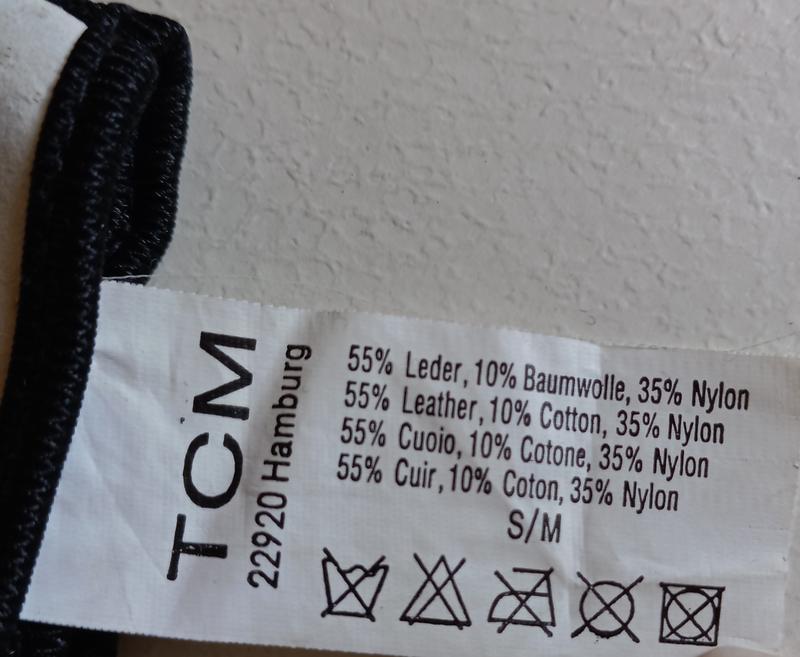 TCM
22920 Hamburg
55% Leder, 10% Baumwolle, 35% Nylon
55% Leather, 10% Cotton, 35% Nylon
55% Cuoio, 10% Cotone, 35% Nylon
55% Cuir, 10% Coton, 35% Nylon
S/M